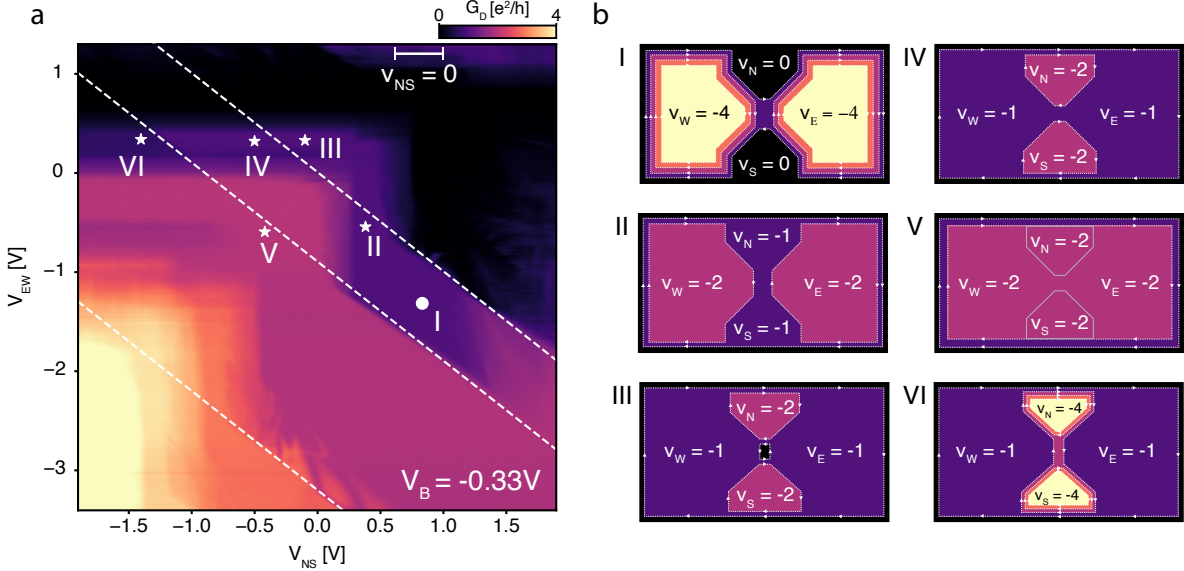 a
G_D [e²/h]
0
4
ν_NS = 0
1
0
−1
−2
−3
V_EW [V]
VI
IV
III
V
II
I
V_B = -0.33V
−1.5
−1.0
−0.5
0.0
0.5
1.0
1.5
V_NS [V]
b
I
ν_N = 0
ν_W = −4
ν_E = −4
ν_S = 0
IV
ν_N = -2
ν_W = -1
ν_E = -1
ν_S = -2
II
ν_N = -1
ν_W = -2
ν_E = -2
ν_S = -1
V
ν_N = -2
ν_W = -2
ν_E = -2
ν_S = -2
III
ν_N = -2
ν_W = -1
ν_E = -1
ν_S = -2
VI
ν_N = -4
ν_W = -1
ν_E = -1
ν_S = -4